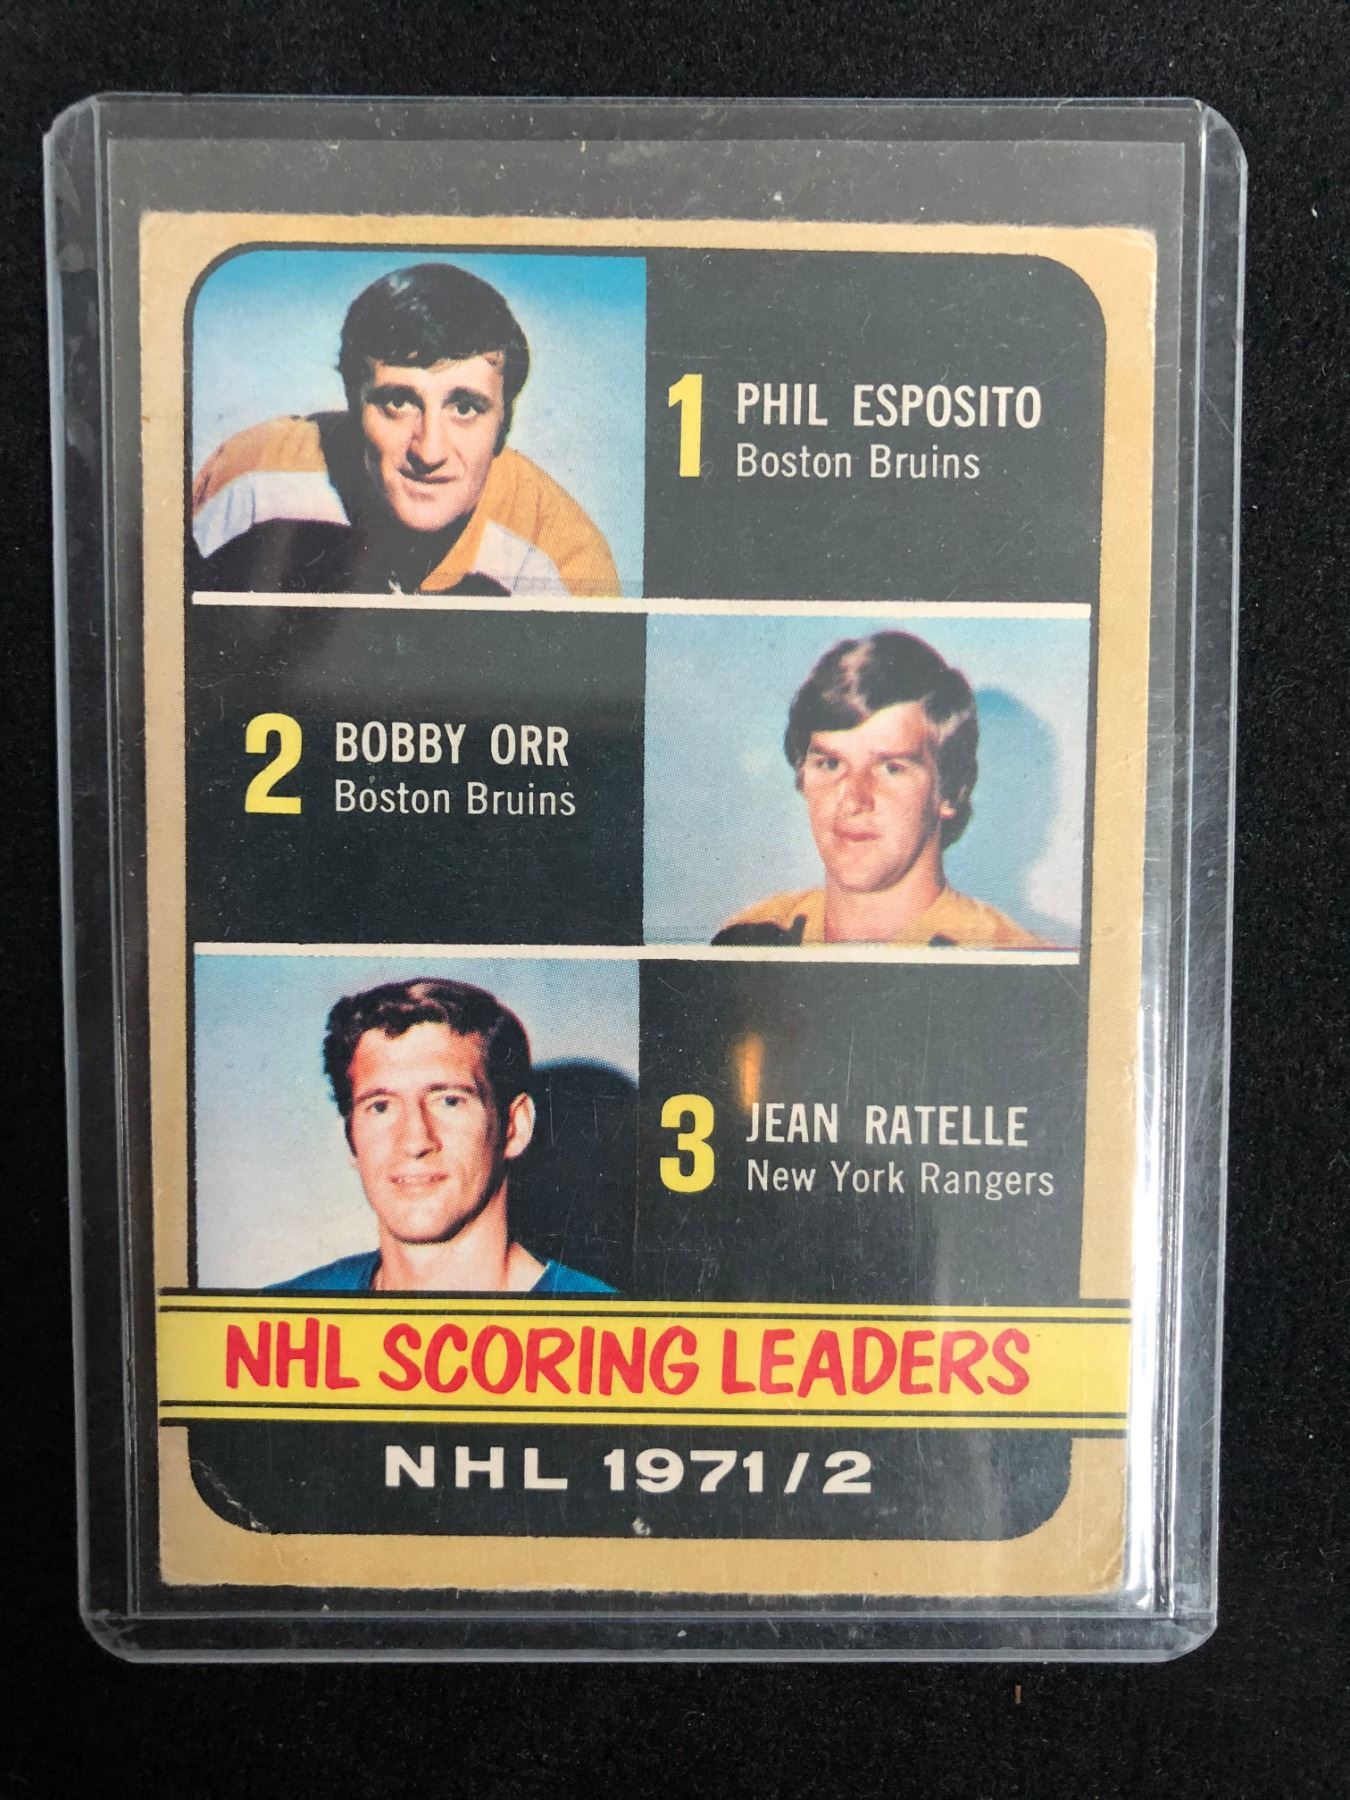 1 PHIL ESPOSITO
Boston Bruins
2 BOBBY ORR
Boston Bruins
3 JEAN RATELLE
New York Rangers
NHL SCORING LEADERS
NHL 1971/2